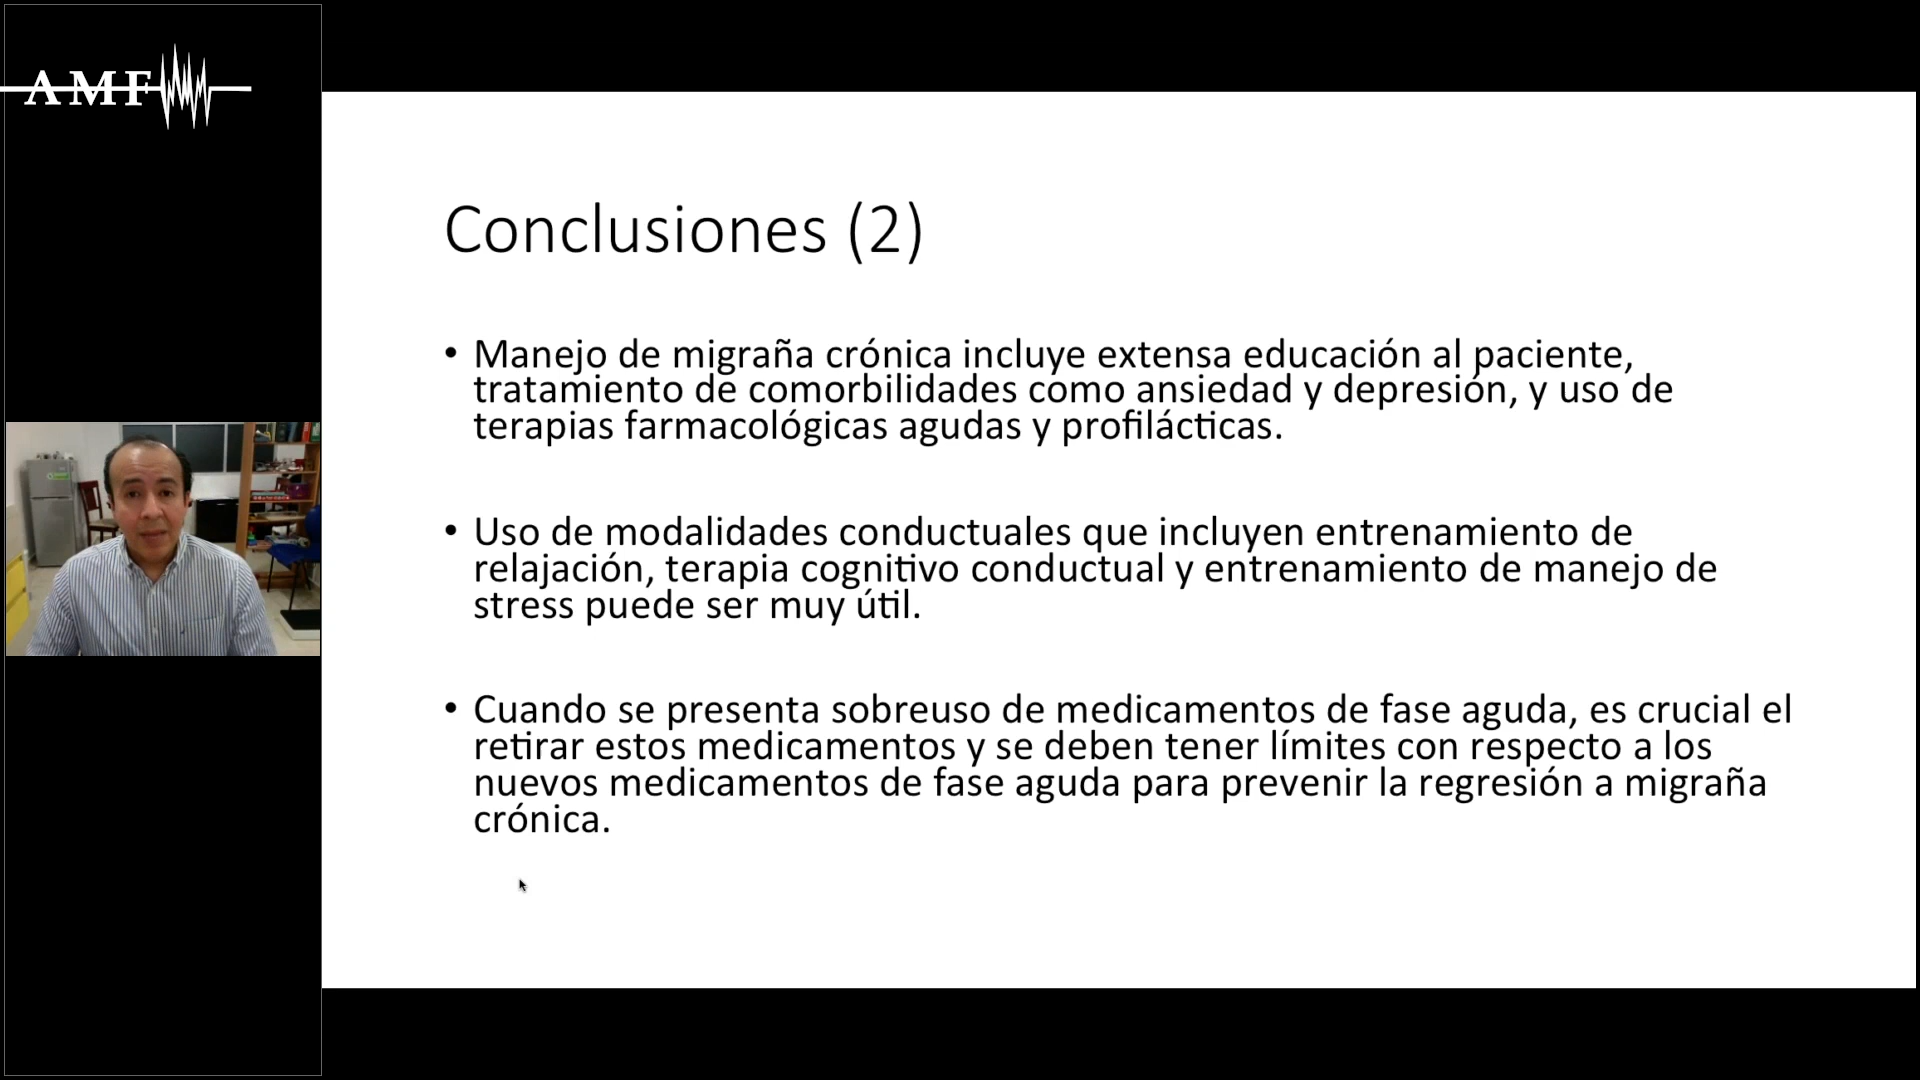 AMF
Conclusiones (2)
• Manejo de migraña crónica incluye extensa educación al paciente,
tratamiento de comorbilidades como ansiedad y depresión, y uso de
terapias farmacológicas agudas y profilácticas.
• Uso de modalidades conductuales que incluyen entrenamiento de
relajación, terapia cognitivo conductual y entrenamiento de manejo de
stress puede ser muy útil.
• Cuando se presenta sobreuso de medicamentos de fase aguda, es crucial el
retirar estos medicamentos y se deben tener límites con respecto a los
nuevos medicamentos de fase aguda para prevenir la regresión a migraña
crónica.